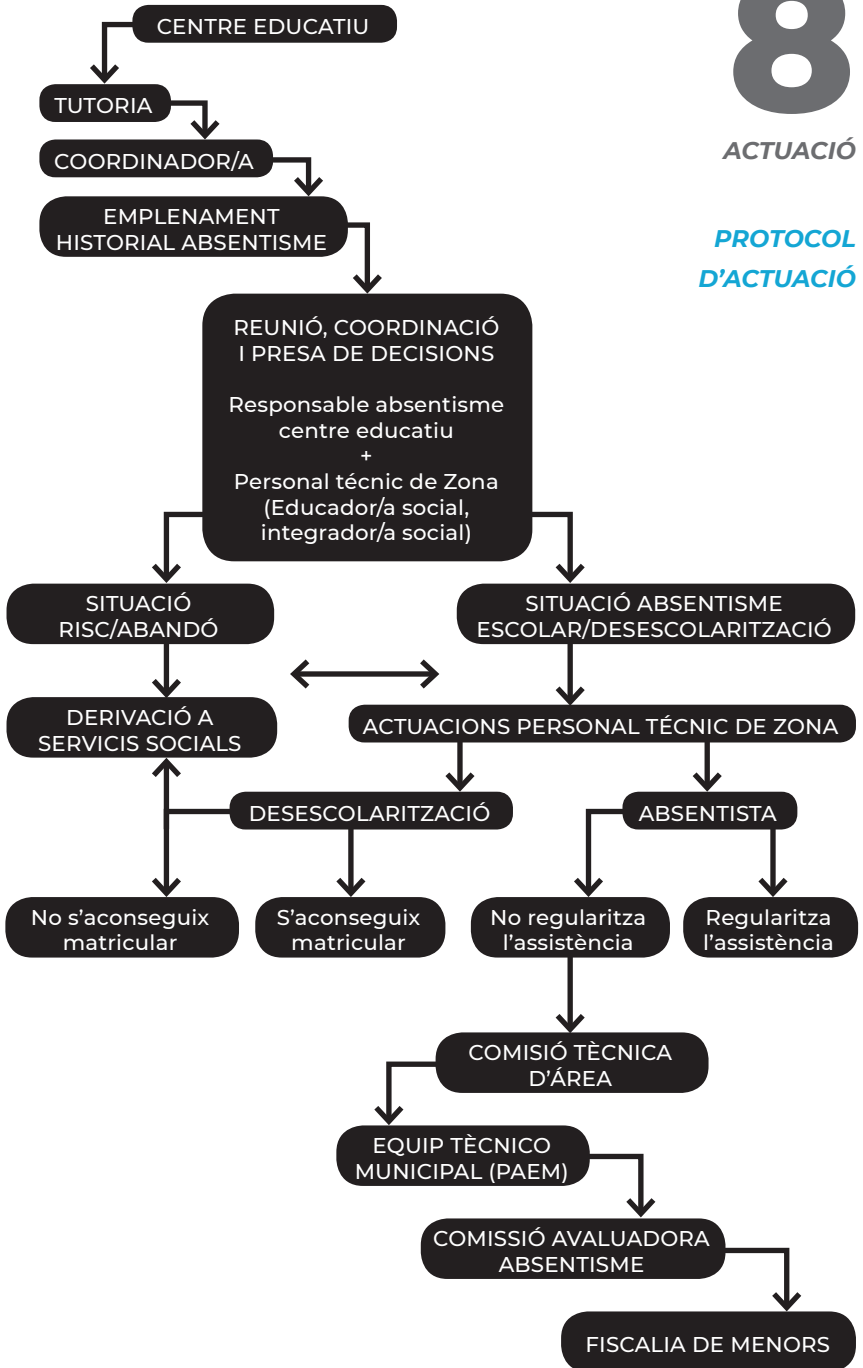 8
ACTUACIÓ
PROTOCOL
D'ACTUACIÓ
CENTRE EDUCATIU
TUTORIA
COORDINADOR/A
EMPLENAMENT
HISTORIAL ABSENTISME
REUNIÓ, COORDINACIÓ
I PRESA DE DECISIONS
Responsable absentisme
centre educatiu
+
Personal técnic de Zona
(Educador/a social,
integrador/a social)
SITUACIÓ
RISC/ABANDÓ
SITUACIÓ ABSENTISME
ESCOLAR/DESESCOLARITZACIÓ
DERIVACIÓ A
SERVICIS SOCIALS
ACTUACIONS PERSONAL TÉCNIC DE ZONA
DESESCOLARITZACIÓ
ABSENTISTA
No s'aconseguix
matricular
S'aconseguix
matricular
No regularitza
l'assistència
Regularitza
l'assistència
COMISIÓ TÈCNICA
D'ÁREA
EQUIP TÈCNICO
MUNICIPAL (PAEM)
COMISSIÓ AVALUADORA
ABSENTISME
FISCALIA DE MENORS